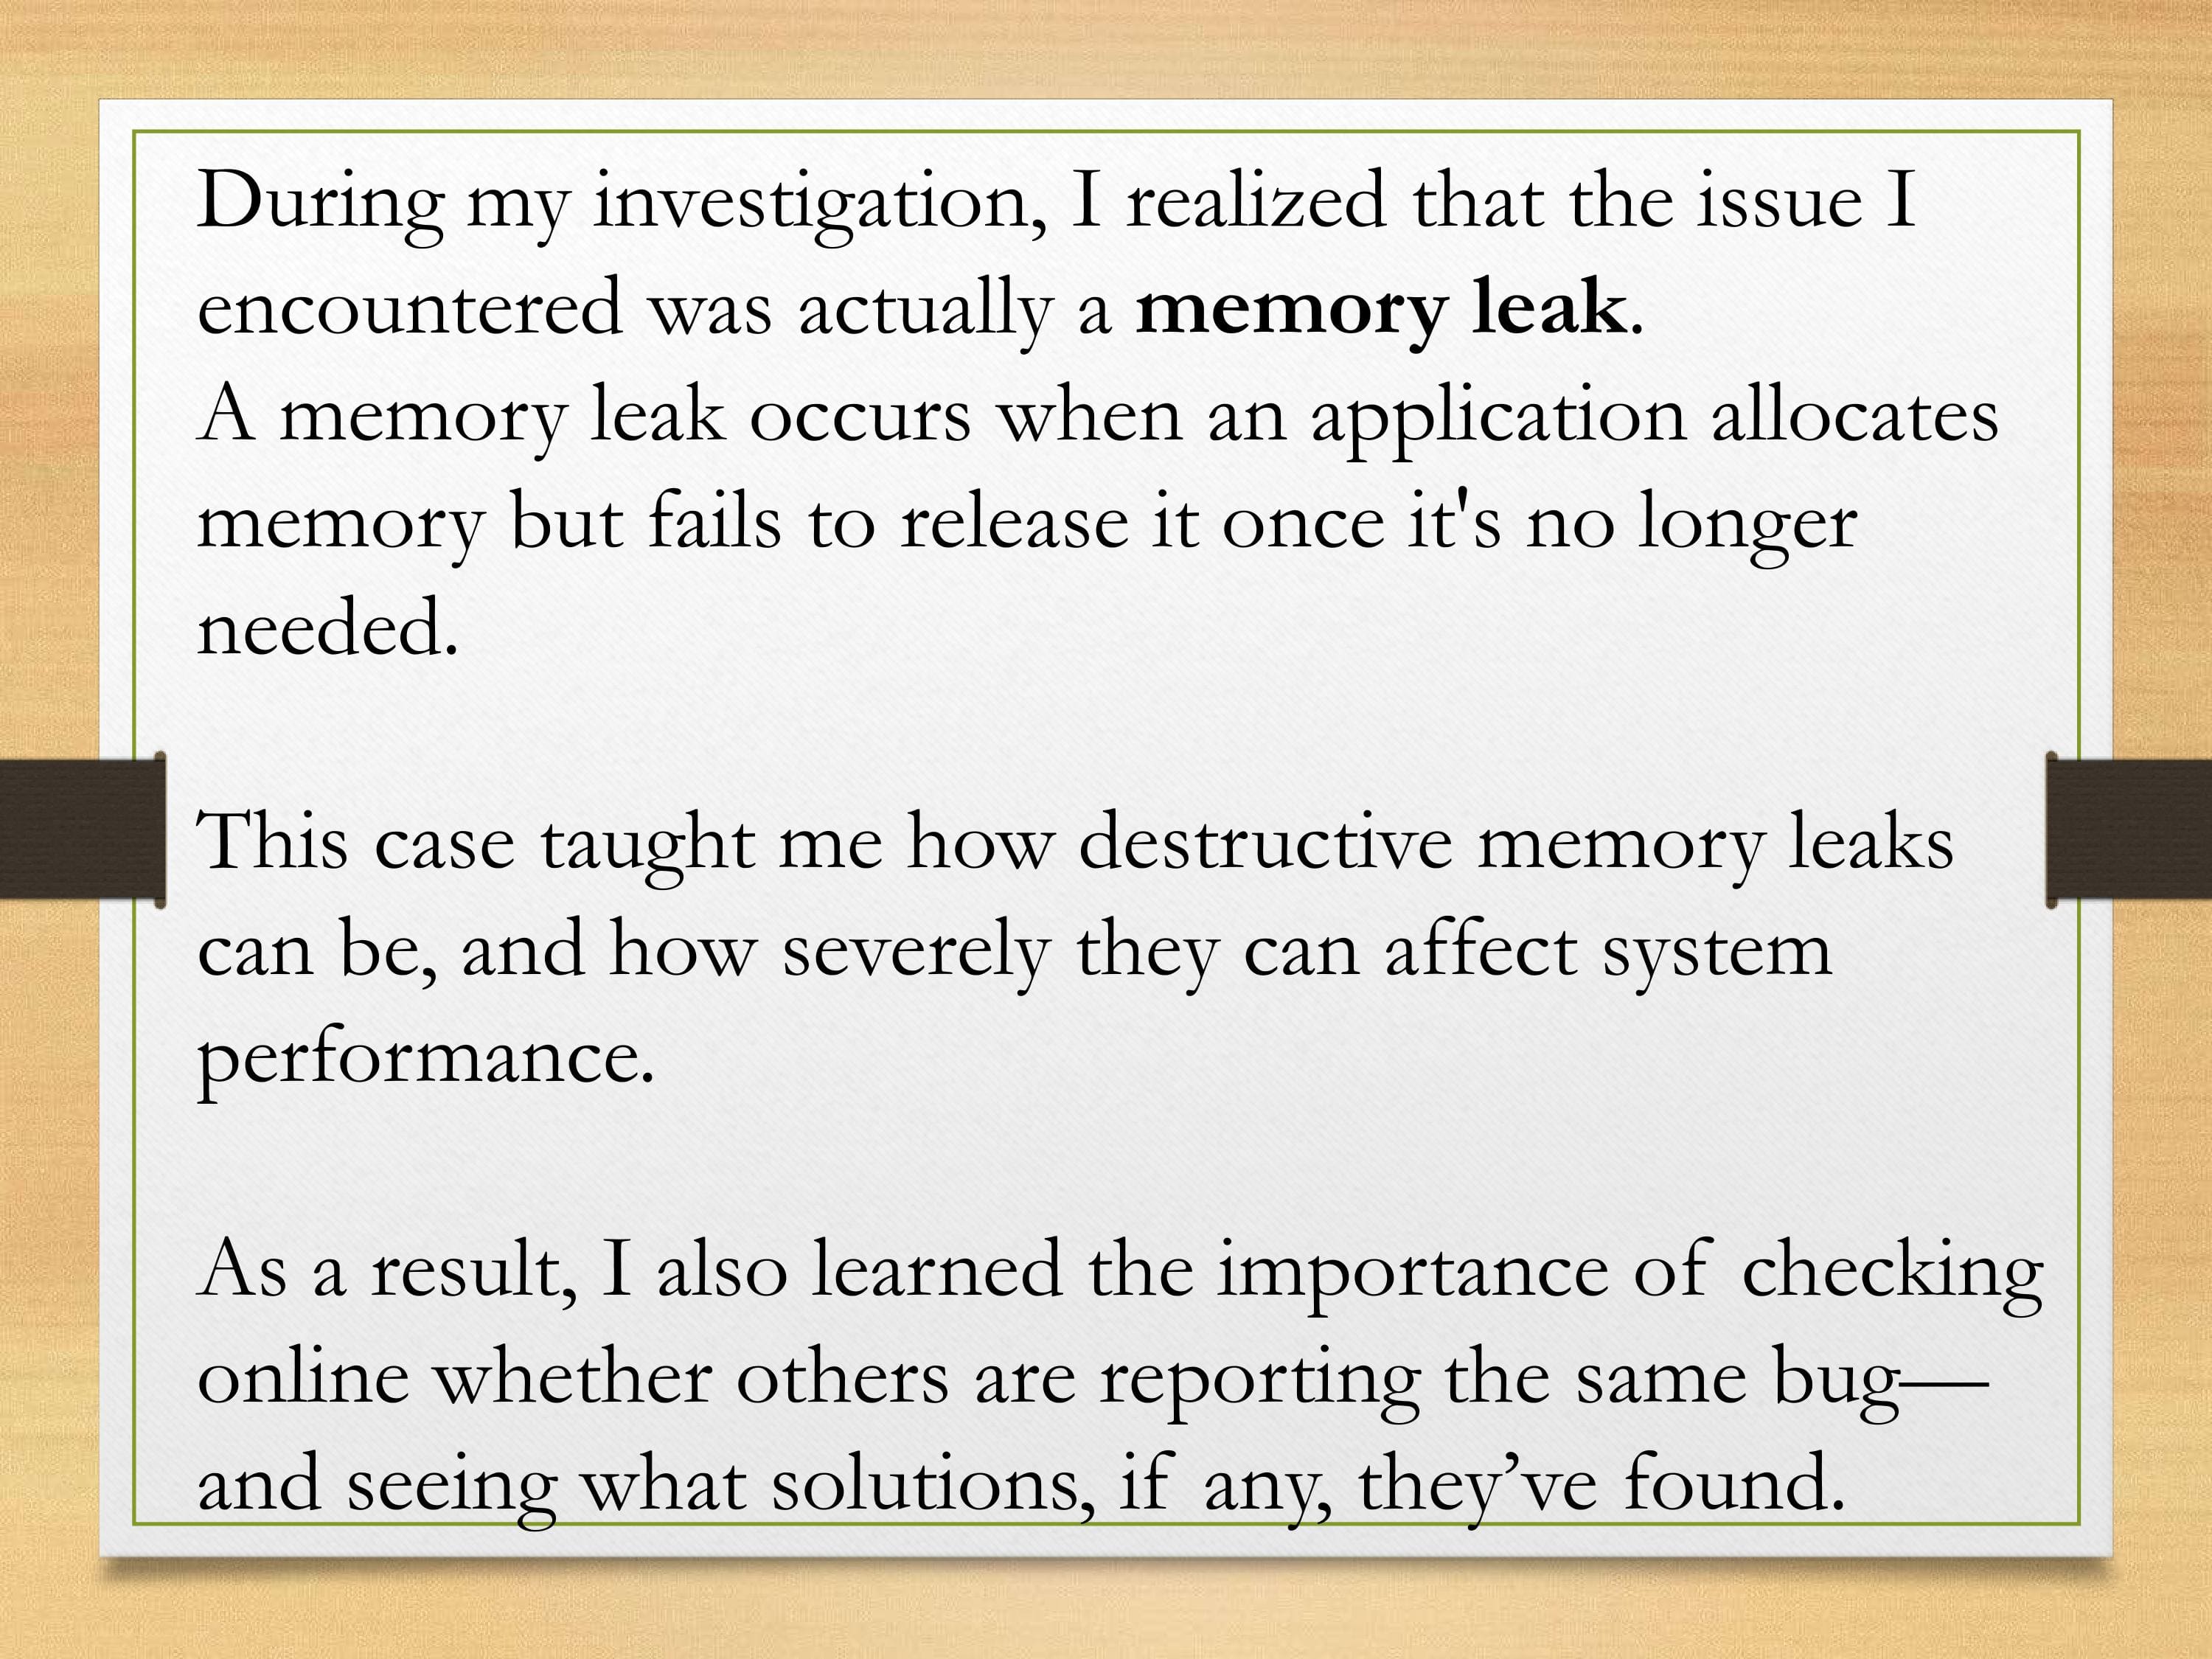 During my investigation, I realized that the issue I
encountered was actually a memory leak.
A memory leak occurs when an application allocates
memory but fails to release it once it's no longer
needed.
This case taught me how destructive memory leaks
can be, and how severely they can affect system
performance.
As a result, I also learned the importance of checking
online whether others are reporting the same bug—
and seeing what solutions, if any, they’ve found.